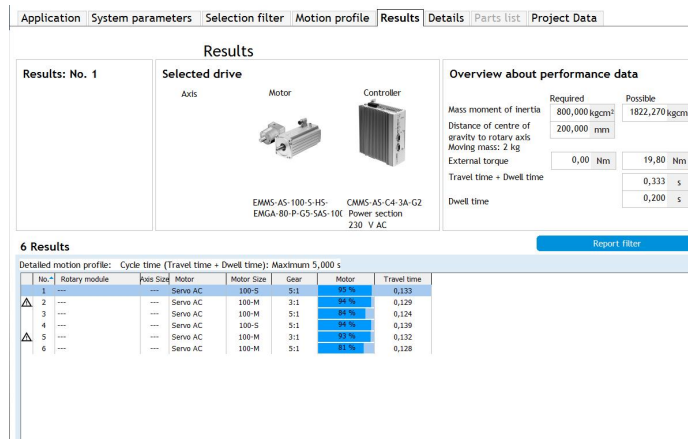 Application System parameters Selection filter Motion profile Results Details Parts list Project Data
Results
Results: No. 1
Selected drive
Axis Motor Controller
EMMS-AS-100-S-HS- CMMS-AS-C4-3A-G2
EMGA-80-P-G5-SAS-100 Power section
230 V AC
Overview about performance data
Required Possible
Mass moment of inertia 800,000 kgcm² 1822,270 kgcm
Distance of centre of 200,000 mm
gravity to rotary axis
Moving mass: 2 kg
External torque 0,00 Nm 19,80 Nm
Travel time + Dwell time 0,333 s
Dwell time 0,200 s
6 Results
Report filter
Detailed motion profile: Cycle time (Travel time + Dwell time): Maximum 5,000 s
No. Rotary module Axis Size Motor Motor Size Gear Motor Travel time
1 --- --- Servo AC 100-S 5:1 95 % 0,133
2 --- --- Servo AC 100-M 3:1 94 % 0,129
3 --- --- Servo AC 100-M 5:1 84 % 0,124
4 --- --- Servo AC 100-S 5:1 94 % 0,139
5 --- --- Servo AC 100-M 3:1 93 % 0,132
6 --- --- Servo AC 100-M 5:1 81 % 0,128